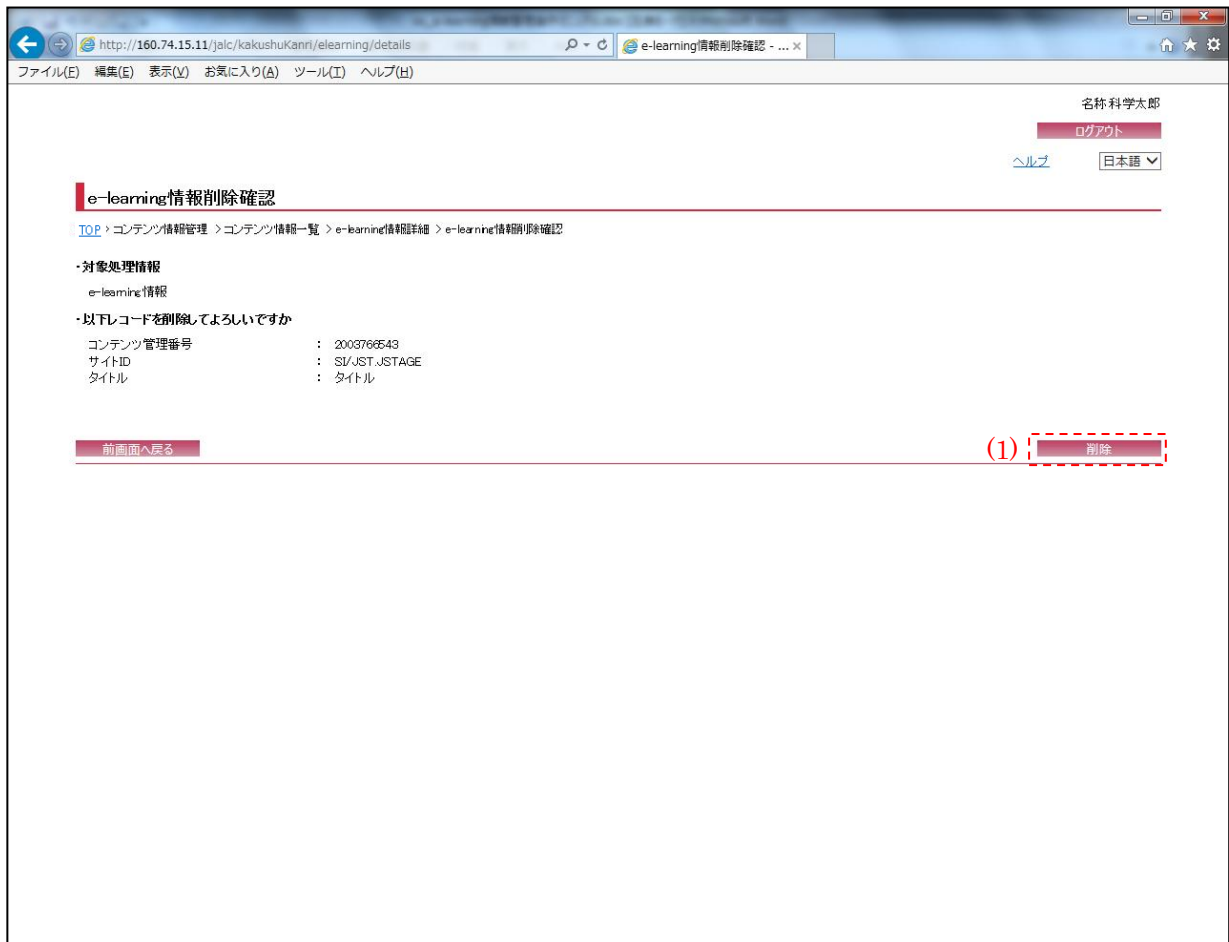 http://160.74.15.11/jalc/kakushuKanri/elearning/details
e-learning情報削除確認 - ...
ファイル(F) 編集(E) 表示(V) お気に入り(A) ツール(T) ヘルプ(H)
名称 科学太郎
ログアウト
ヘルプ 日本語
e-learning情報削除確認
TOP > コンテンツ情報管理 > コンテンツ情報一覧 > e-learning情報詳細 > e-learning情報削除確認
・対象処理情報
e-learning情報
・以下レコードを削除してよろしいですか
コンテンツ管理番号 : 2003766543
サイトID : SI/JST.JSTAGE
タイトル : タイトル
前画面へ戻る (1) 削除